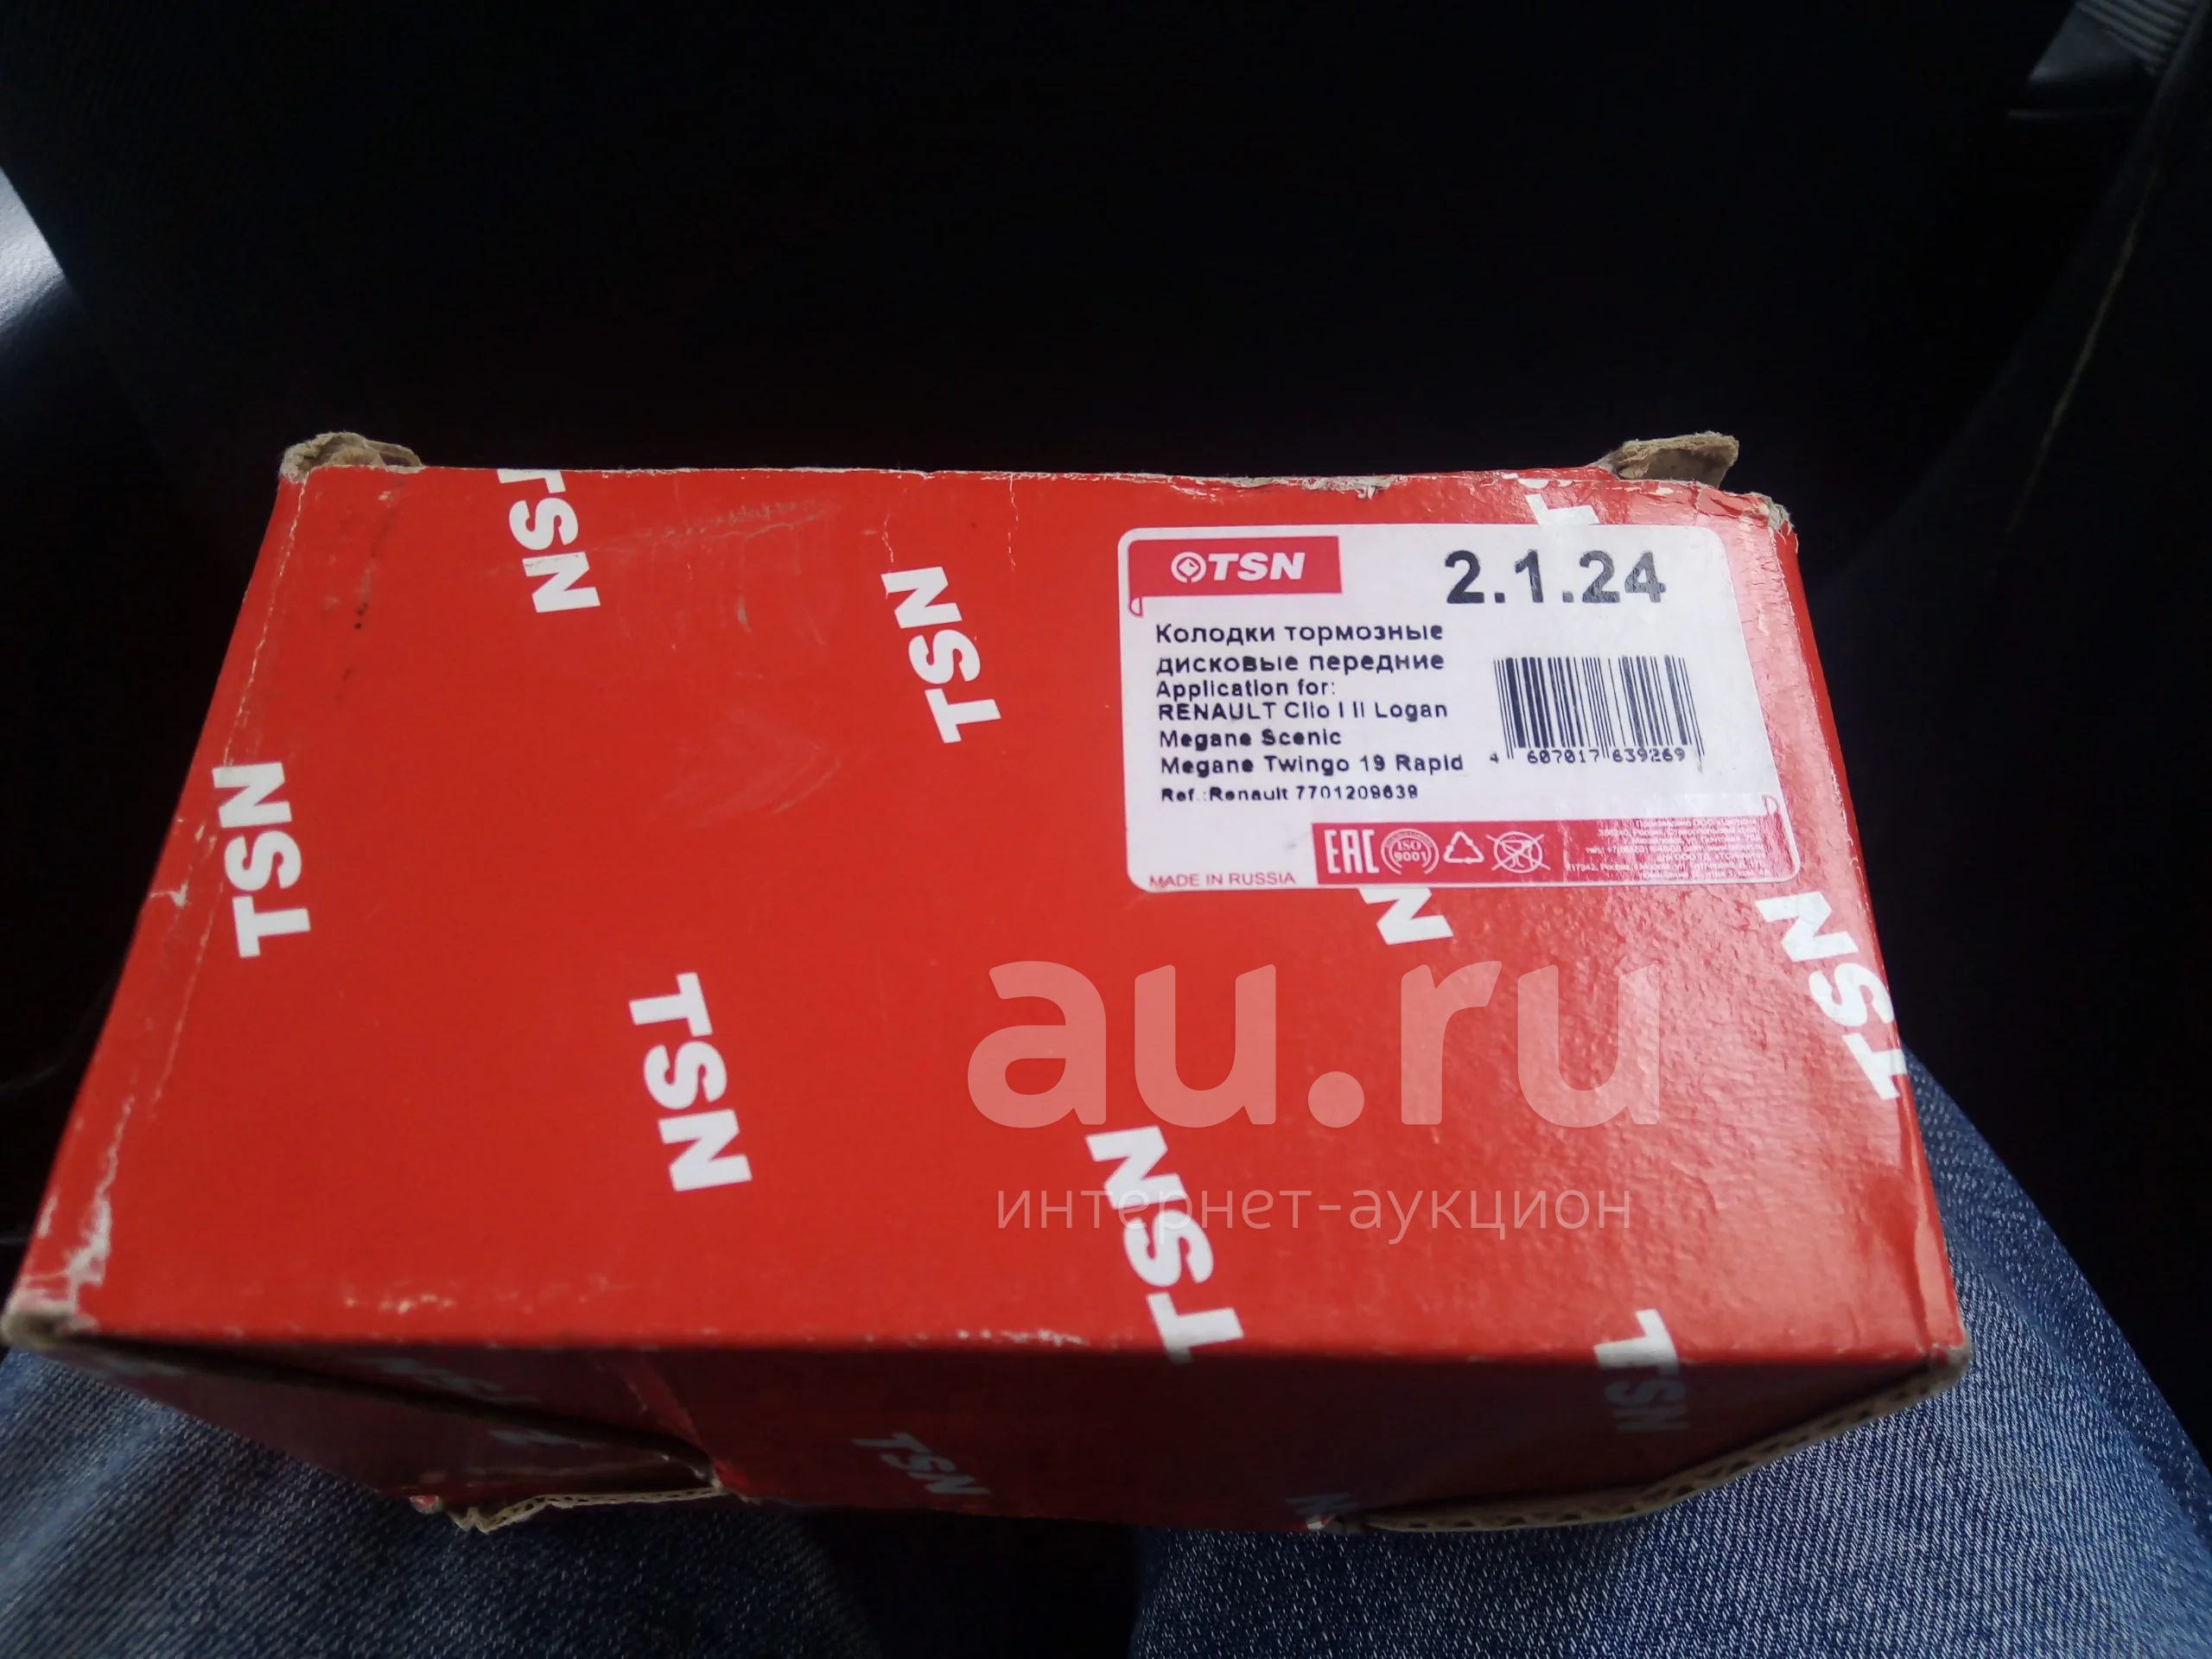 TSN
TSN
TSN
TSN
2.1.24
Колодки тормозные
дисковые передние
Application for:
RENAULT Clio I II Logan
Megane Scenic
Megane Twingo 19 Rapid
Ref.:Renault 7701209639
4 607017 639269
EAC
ISO
9001
MADE IN RUSSIA
TSN
TSN
N
TSN
au.ru
интернет-аукцион
TSN
TSN
TSN